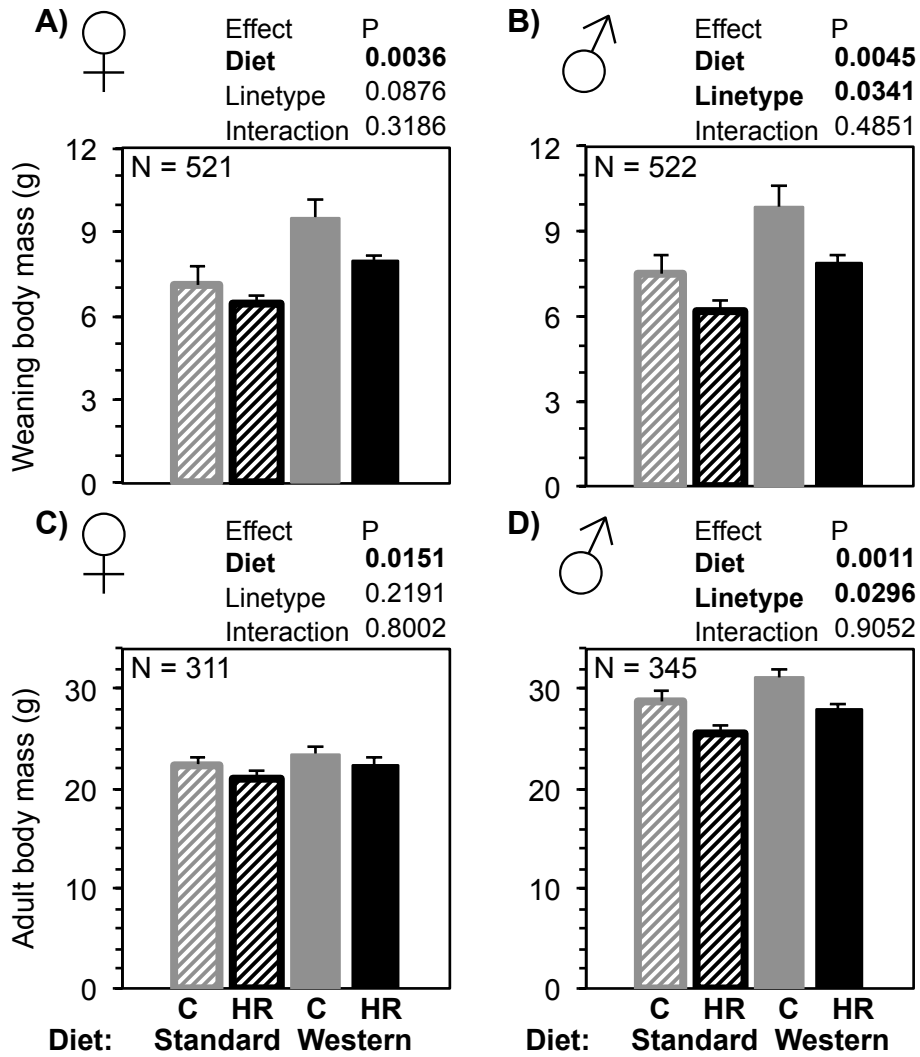 A)
Effect P
Diet 0.0036
Linetype 0.0876
Interaction 0.3186
N = 521
12
9
6
3
0
Weaning body mass (g)
B)
Effect P
Diet 0.0045
Linetype 0.0341
Interaction 0.4851
N = 522
12
9
6
3
0
C)
Effect P
Diet 0.0151
Linetype 0.2191
Interaction 0.8002
N = 311
30
20
10
0
Adult body mass (g)
C HR C HR
Diet: Standard Western
D)
Effect P
Diet 0.0011
Linetype 0.0296
Interaction 0.9052
N = 345
30
20
10
0
C HR C HR
Diet: Standard Western